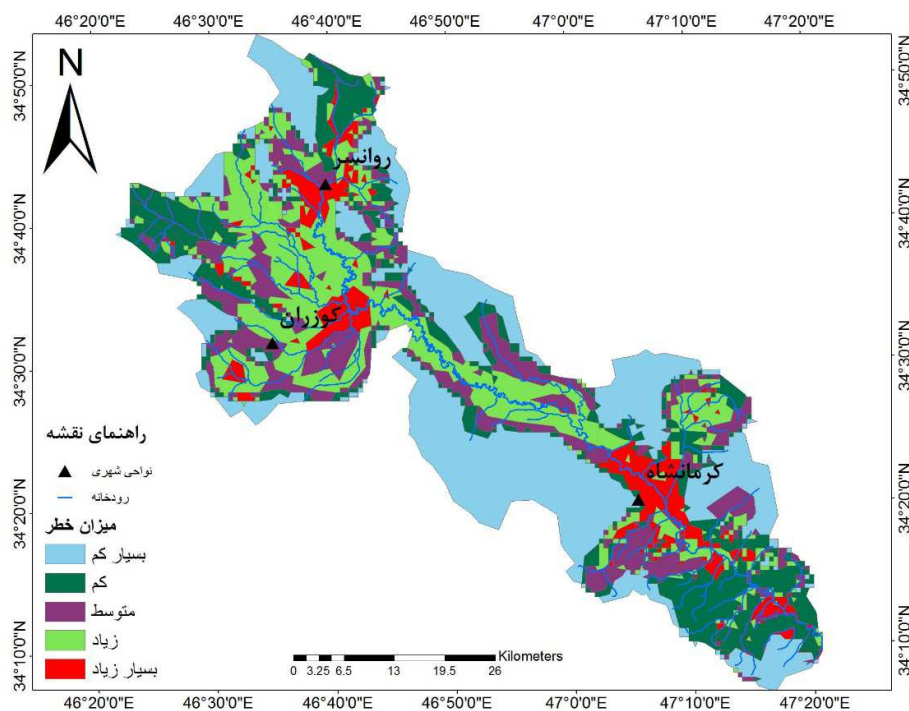 46°20'0"E 46°30'0"E 46°40'0"E 46°50'0"E 47°0'0"E 47°10'0"E 47°20'0"E
N
34°50'0"N
34°50'0"N
34°40'0"N
34°40'0"N
34°30'0"N
34°30'0"N
34°20'0"N
34°20'0"N
34°10'0"N
34°10'0"N
روانسر
کوزران
کرمانشاه
راهنمای نقشه
نواحی شهری
رودخانه
میزان خطر
بسیار کم
کم
متوسط
زیاد
بسیار زیاد
Kilometers
0 3.25 6.5 13 19.5 26
46°20'0"E 46°30'0"E 46°40'0"E 46°50'0"E 47°0'0"E 47°10'0"E 47°20'0"E